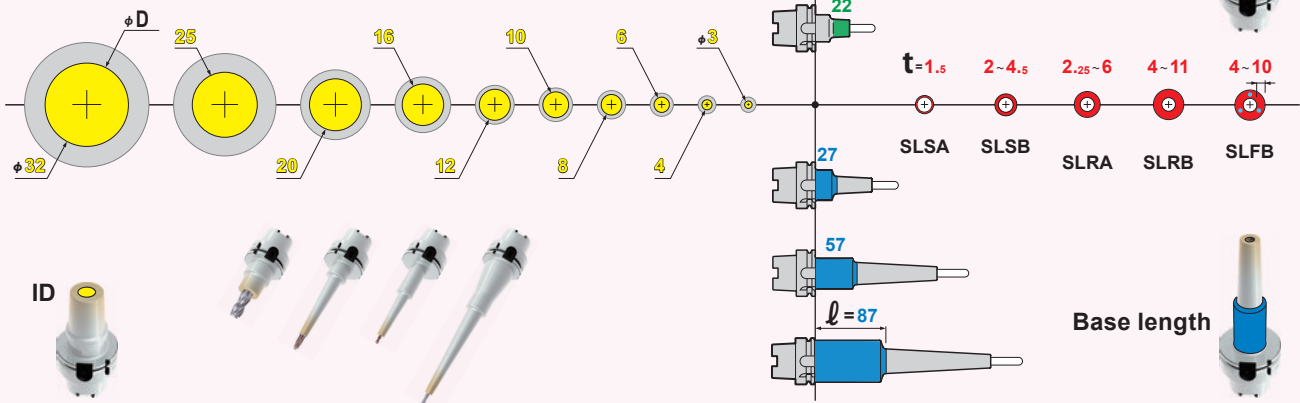 22
φD
25
16
10
6
φ3
t=1.5
2~4.5
2.25~6
4~11
4~10
φ32
20
12
8
4
SLSA
SLSB
SLRA
SLRB
SLFB
27
57
ID
ℓ=87
Base length